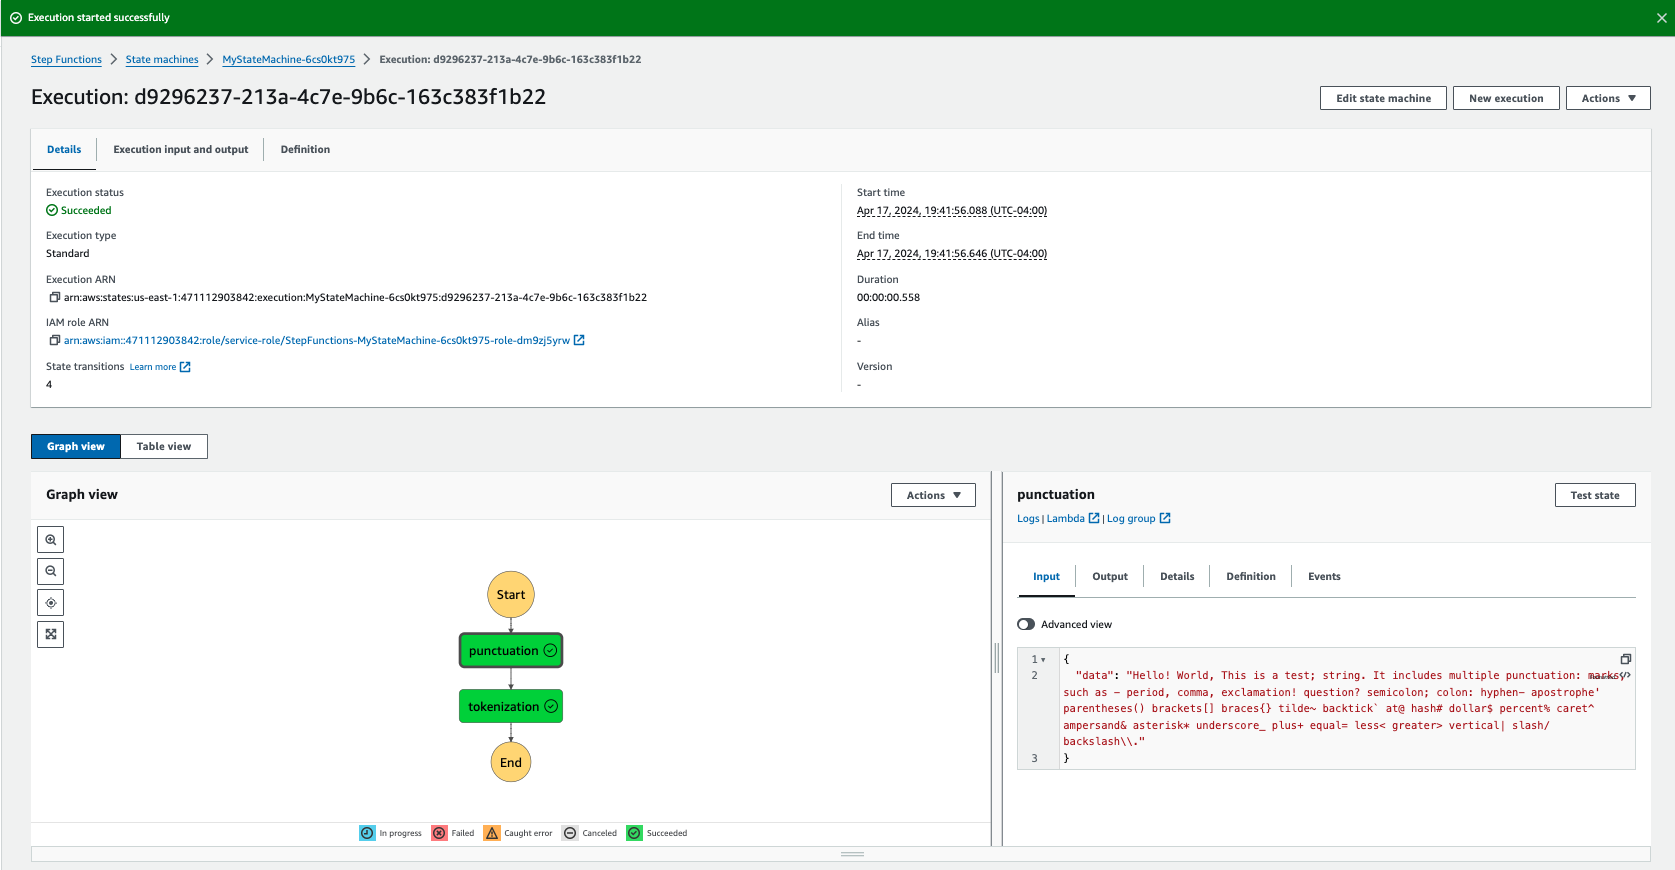 Execution started successfully
Step Functions > State machines > MyStateMachine-6cs0kt975 > Execution: d9296237-213a-4c7e-9b6c-163c383f1b22
Execution: d9296237-213a-4c7e-9b6c-163c383f1b22
Edit state machine
New execution
Actions
Details
Execution input and output
Definition
Execution status
Succeeded
Execution type
Standard
Execution ARN
arn:aws:states:us-east-1:471112903842:execution:MyStateMachine-6cs0kt975:d9296237-213a-4c7e-9b6c-163c383f1b22
IAM role ARN
arn:aws:iam::471112903842:role/service-role/StepFunctions-MyStateMachine-6cs0kt975-role-dm9zj5yrw
State transitions Learn more
4
Start time
Apr 17, 2024, 19:41:56.088 (UTC-04:00)
End time
Apr 17, 2024, 19:41:56.646 (UTC-04:00)
Duration
00:00:00.558
Alias
-
Version
-
Graph view
Table view
Graph view
Actions
Start
punctuation
tokenization
End
In progress
Failed
Caught error
Canceled
Succeeded
punctuation
Test state
Logs | Lambda | Log group
Input
Output
Details
Definition
Events
Advanced view
1 {
2 "data": "Hello! World, This is a test; string. It includes multiple punctuation: marks,
such as - period, comma, exclamation! question? semicolon; colon: hyphen- apostrophe'
parentheses() brackets[] braces{} tilde~ backtick` at@ hash# dollar$ percent% caret^
ampersand& asterisk* underscore_ plus+ equal= less< greater> vertical| slash/
backslash\\."
3 }